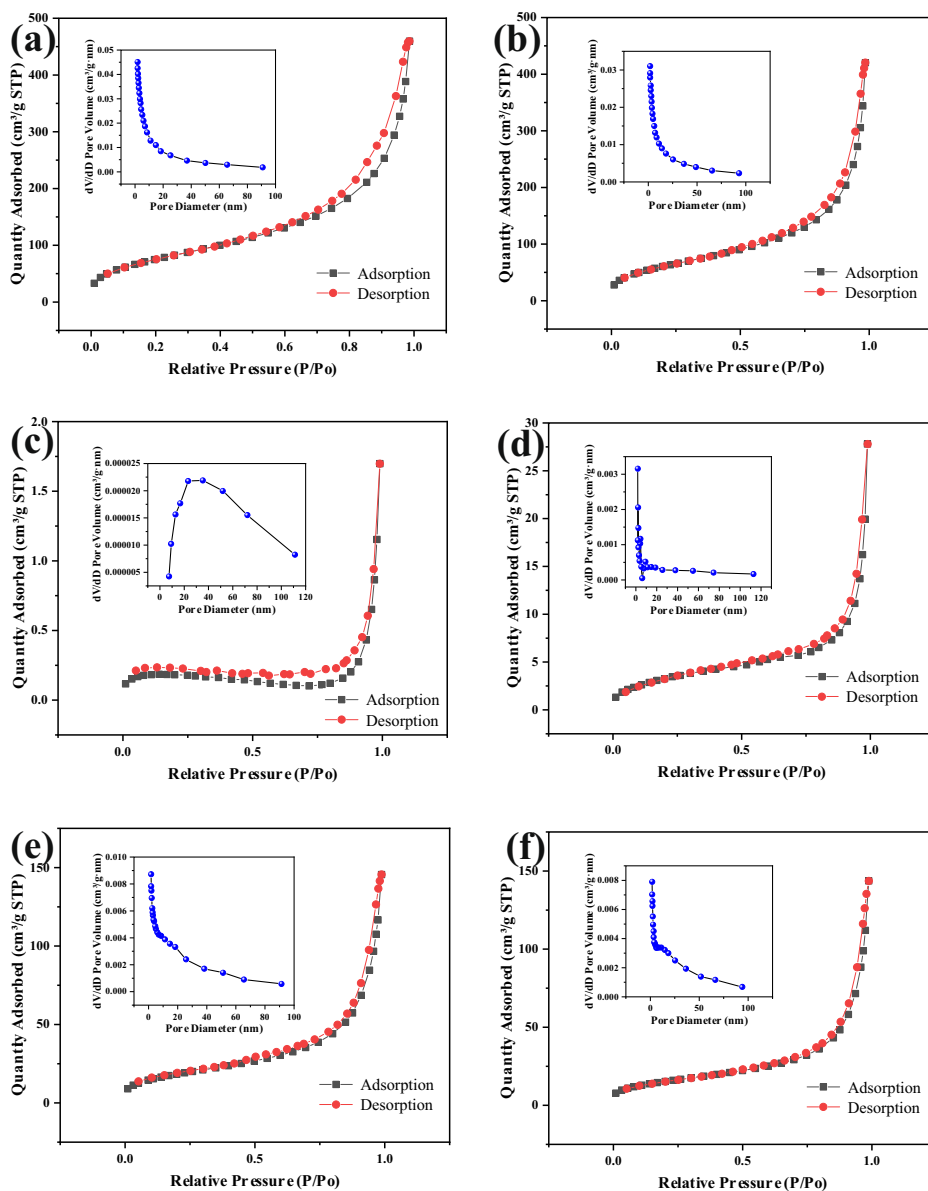 (a)
500
400
300
200
100
0
Quantity Adsorbed (cm³/g STP)
0.05
0.04
0.03
0.02
0.01
0.00
dV/dD Pore Volume (cm³/g·nm)
0 20 40 60 80 100
Pore Diameter (nm)
Adsorption
Desorption
0.0 0.2 0.4 0.6 0.8 1.0
Relative Pressure (P/Po)
(b)
500
400
300
200
100
0
Quantity Adsorbed (cm³/g STP)
0.03
0.02
0.01
0.00
dV/dD Pore Volume (cm³/g·nm)
0 50 100
Pore Diameter (nm)
Adsorption
Desorption
0.0 0.5 1.0
Relative Pressure (P/Po)
(c)
2.0
1.5
1.0
0.5
0.0
Quantity Adsorbed (cm³/g STP)
0.000025
0.000020
0.000015
0.000010
0.000005
dV/dD Pore Volume (cm³/g·nm)
0 20 40 60 80 100 120
Pore Diameter (nm)
Adsorption
Desorption
0.0 0.5 1.0
Relative Pressure (P/Po)
(d)
30
25
20
15
10
5
0
Quantity Adsorbed (cm³/g STP)
0.003
0.002
0.001
0.000
dV/dD Pore Volume (cm³/g·nm)
0 20 40 60 80 100 120
Pore Diameter (nm)
Adsorption
Desorption
0.0 0.5 1.0
Relative Pressure (P/Po)
(e)
150
100
50
0
Quantity Adsorbed (cm³/g STP)
0.010
0.008
0.006
0.004
0.002
0.000
dV/dD Pore Volume (cm³/g·nm)
0 20 40 60 80 100
Pore Diameter (nm)
Adsorption
Desorption
0.0 0.5 1.0
Relative Pressure (P/Po)
(f)
150
100
50
0
Quantity Adsorbed (cm³/g STP)
0.008
0.006
0.004
0.002
0.000
dV/dD Pore Volume (cm³/g·nm)
0 50 100
Pore Diameter (nm)
Adsorption
Desorption
0.0 0.5 1.0
Relative Pressure (P/Po)